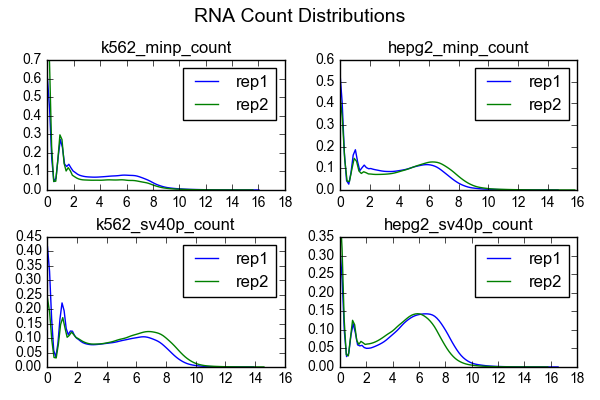 RNA Count Distributions
k562_minp_count
0.7
0.6
0.5
0.4
0.3
0.2
0.1
0.0
0 2 4 6 8 10 12 14 16 18
rep1
rep2
hepg2_minp_count
0.6
0.5
0.4
0.3
0.2
0.1
0.0
0 2 4 6 8 10 12 14 16
rep1
rep2
k562_sv40p_count
0.45
0.40
0.35
0.30
0.25
0.20
0.15
0.10
0.05
0.00
0 2 4 6 8 10 12 14 16
rep1
rep2
hepg2_sv40p_count
0.35
0.30
0.25
0.20
0.15
0.10
0.05
0.00
0 2 4 6 8 10 12 14 16 18
rep1
rep2